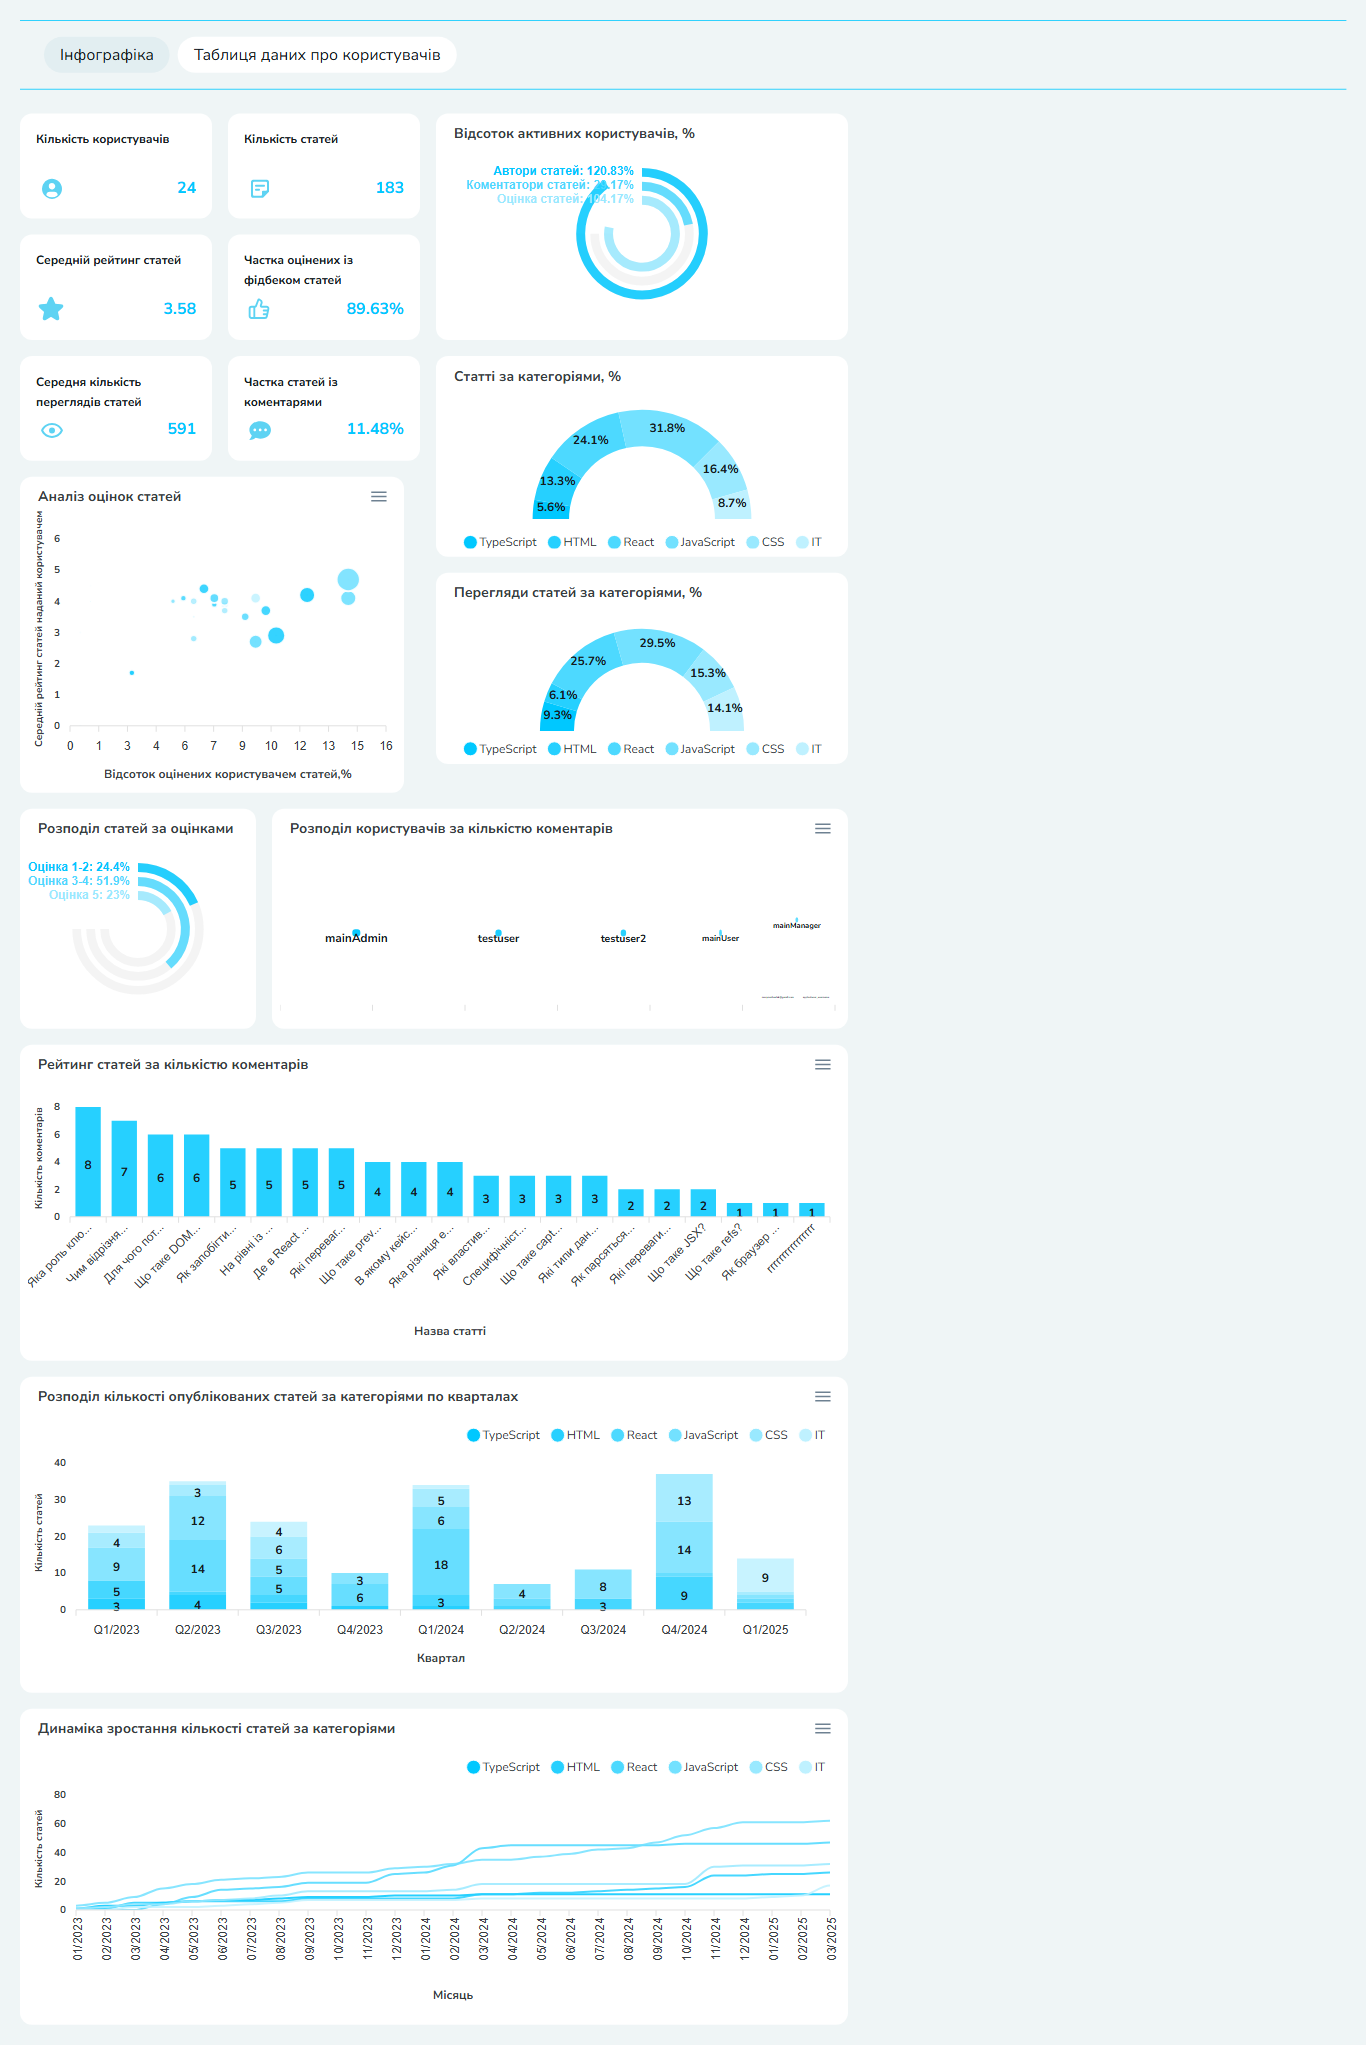 Інфографіка
Таблиця даних про користувачів
Кількість користувачів
24
Кількість статей
183
Середній рейтинг статей
3.58
Частка оцінених із
фідбеком статей
89.63%
Середня кількість
переглядів статей
591
Частка статей із
коментарями
11.48%
Відсоток активних користувачів, %
Автори статей: 120.83%
Коментатори статей: .17%
Оцінка статей: 104.17%
Статті за категоріями, %
31.8%
24.1%
16.4%
13.3%
8.7%
5.6%
TypeScript HTML React JavaScript CSS IT
Перегляди статей за категоріями, %
29.5%
25.7%
15.3%
6.1%
14.1%
9.3%
TypeScript HTML React JavaScript CSS IT
Аналіз оцінок статей
Середній рейтинг статей наданий користувачем
6
5
4
3
2
1
0
0 1 3 4 6 7 9 10 12 13 15 16
Відсоток оцінених користувачем статей,%
Розподіл статей за оцінками
Оцінка 1-2: 24.4%
Оцінка 3-4: 51.9%
Оцінка 5: 23%
Розподіл користувачів за кількістю коментарів
mainAdmin
testuser
testuser2
mainUser
mainManager
Рейтинг статей за кількістю коментарів
Кількість коментарів
8
6
4
2
0
8 7 6 6 5 5 5 5 4 4 4 3 3 3 3 2 2 2 1 1 1
Яка роль клю...
Чим відрізня...
Для чого пот...
Що таке DOM...
Як запобігти...
На рівні із ...
Де в React ...
Які переваг...
Що таке prev...
В якому кейс...
Яка різниця е...
Які властив...
Специфічніст...
Що таке capt...
Які типи дан...
Як парсяться...
Які переваги...
Що таке JSX?
Що таке refs?
Як браузер ...
rrrrrrrrrrrrrrr
Назва статті
Розподіл кількості опублікованих статей за категоріями по кварталах
TypeScript HTML React JavaScript CSS IT
Кількість статей
40
30
20
10
0
4
9
5
3
3
12
14
4
4
6
5
5
3
6
5
6
18
3
4
8
3
13
14
9
9
Q1/2023 Q2/2023 Q3/2023 Q4/2023 Q1/2024 Q2/2024 Q3/2024 Q4/2024 Q1/2025
Квартал
Динаміка зростання кількості статей за категоріями
TypeScript HTML React JavaScript CSS IT
Кількість статей
80
60
40
20
0
01/2023 02/2023 03/2023 04/2023 05/2023 06/2023 07/2023 08/2023 09/2023 10/2023 11/2023 12/2023 01/2024 02/2024 03/2024 04/2024 05/2024 06/2024 07/2024 08/2024 09/2024 10/2024 11/2024 12/2024 01/2025 02/2025 03/2025
Місяць